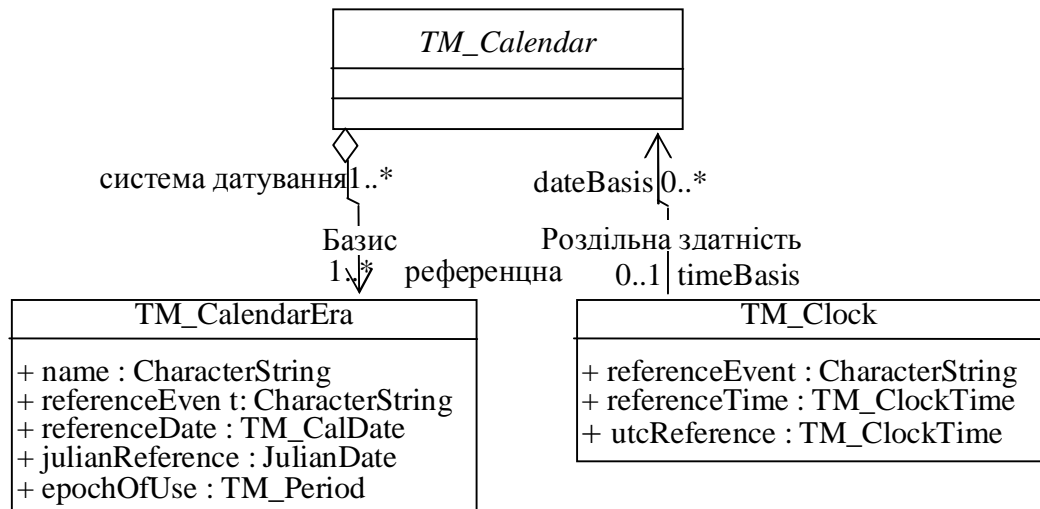 TM_Calendar
система датування 1..*
dateBasis 0..*
Базис
Роздільна здатність
1..* референцна
0..1 timeBasis
TM_CalendarEra
+ name : CharacterString
+ referenceEven t: CharacterString
+ referenceDate : TM_CalDate
+ julianReference : JulianDate
+ epochOfUse : TM_Period
TM_Clock
+ referenceEvent : CharacterString
+ referenceTime : TM_ClockTime
+ utcReference : TM_ClockTime